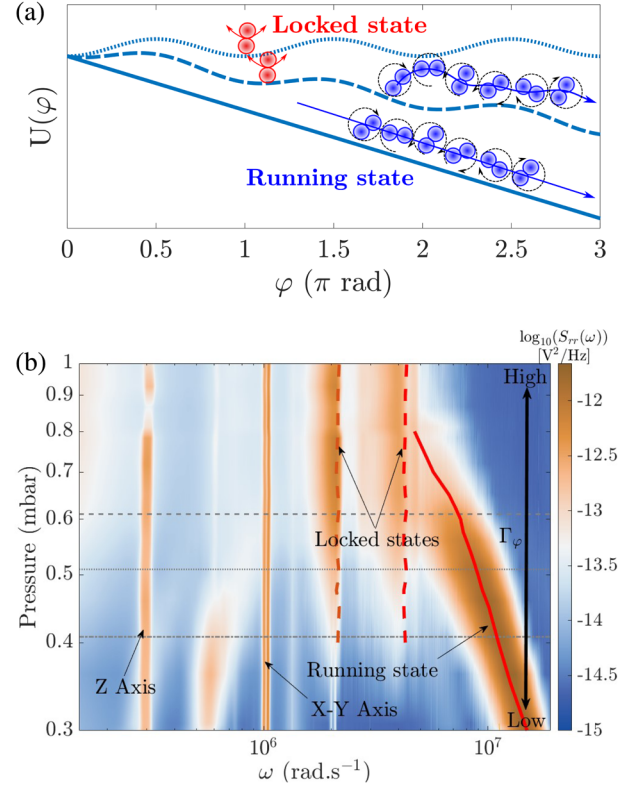 (a)
Locked state
Running state
U(φ)
0 0.5 1 1.5 2 2.5 3
φ (π rad)
(b)
log10(Srr(ω))
[V²/Hz]
1
0.9
0.8
0.7
0.6
0.5
0.4
0.3
Pressure (mbar)
High
Γφ
Low
Locked states
Running state
Z Axis
X-Y Axis
10⁶ 10⁷
ω (rad.s⁻¹)
-12
-12.5
-13
-13.5
-14
-14.5
-15